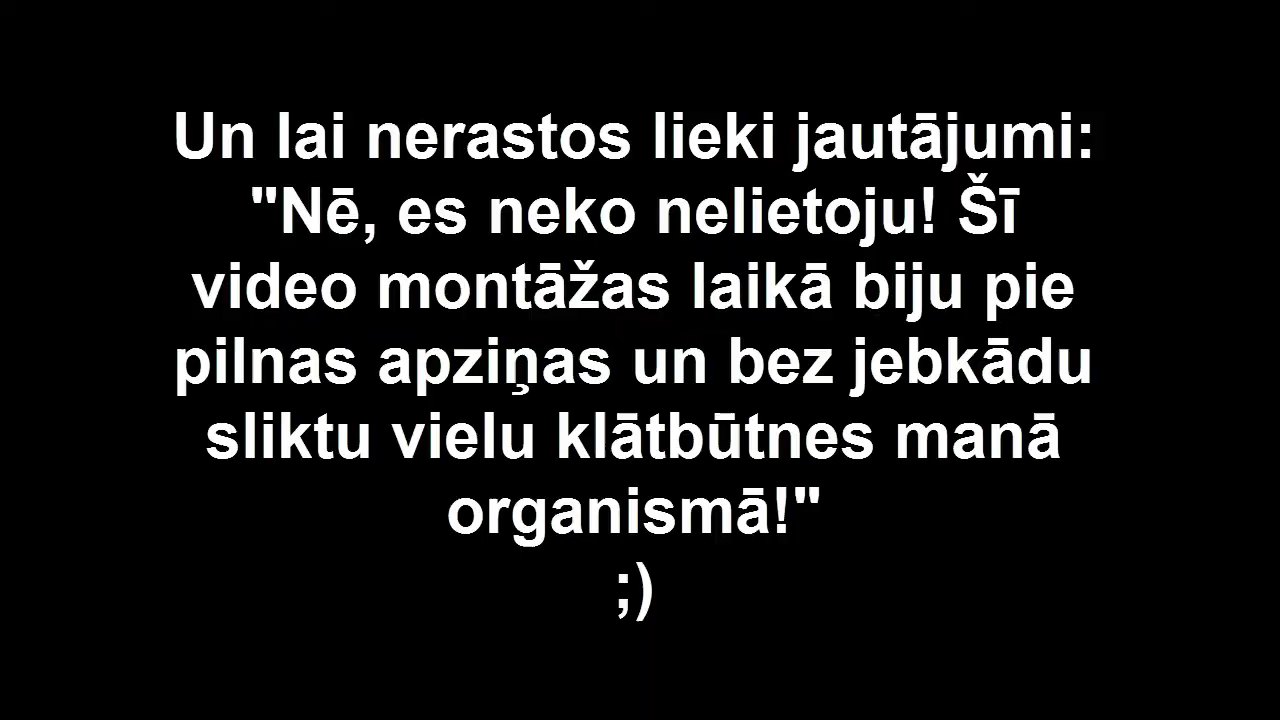 Un lai nerastos lieki jautājumi:
"Nē, es neko nelietoju! Šī
video montāžas laikā biju pie
pilnas apziņas un bez jebkādu
sliktu vielu klātbūtnes manā
organismā!"
;)